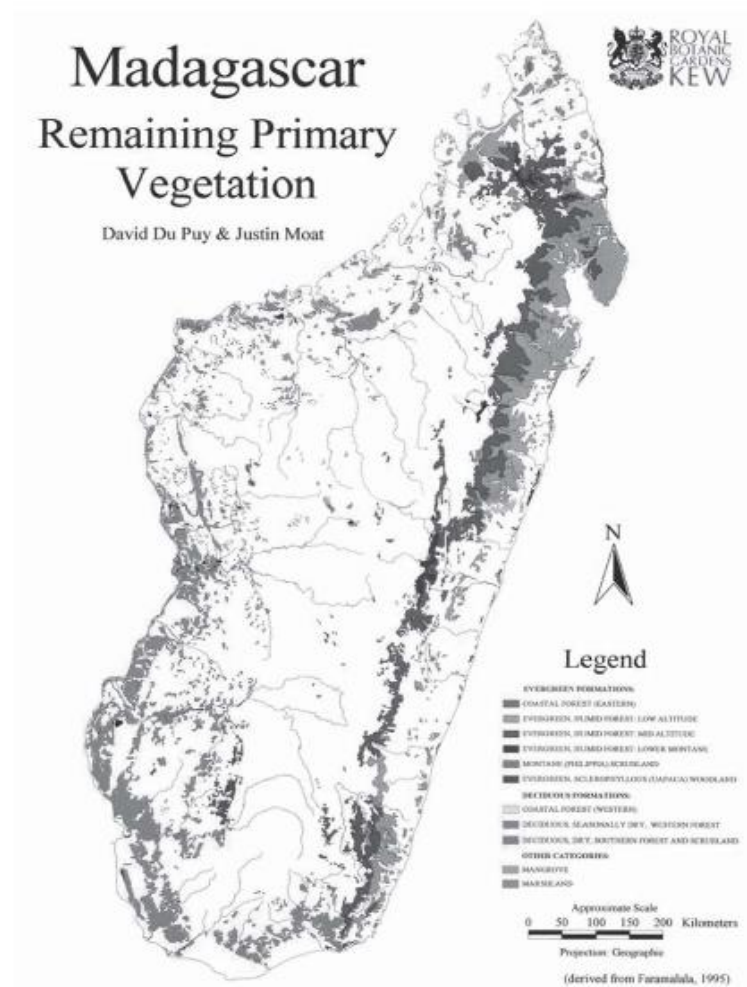 Madagascar
Remaining Primary
Vegetation
David Du Puy & Justin Moat
ROYAL
BOTANIC
GARDENS
KEW
N
Legend
EVERGREEN FORMATIONS:
COASTAL FOREST (EASTERN)
EVERGREEN, HUMID FOREST: LOW ALTITUDE
EVERGREEN, HUMID FOREST: MID ALTITUDE
EVERGREEN, HUMID FOREST: LOWER MONTANE
MONTANE (PHILIPPIA) SCRUBLAND
EVERGREEN, SCLEROPHYLLOUS (UAPACA) WOODLAND
DECIDUOUS FORMATIONS:
COASTAL FOREST (WESTERN)
DECIDUOUS, SEASONALLY DRY, WESTERN FOREST
DECIDUOUS, DRY, SOUTHERN FOREST AND SCRUBLAND
OTHER CATEGORIES:
MANGROVE
MARSHLAND
Approximate Scale
0 50 100 150 200 Kilometers
Projection: Geographic
(derived from Faramalala, 1995)